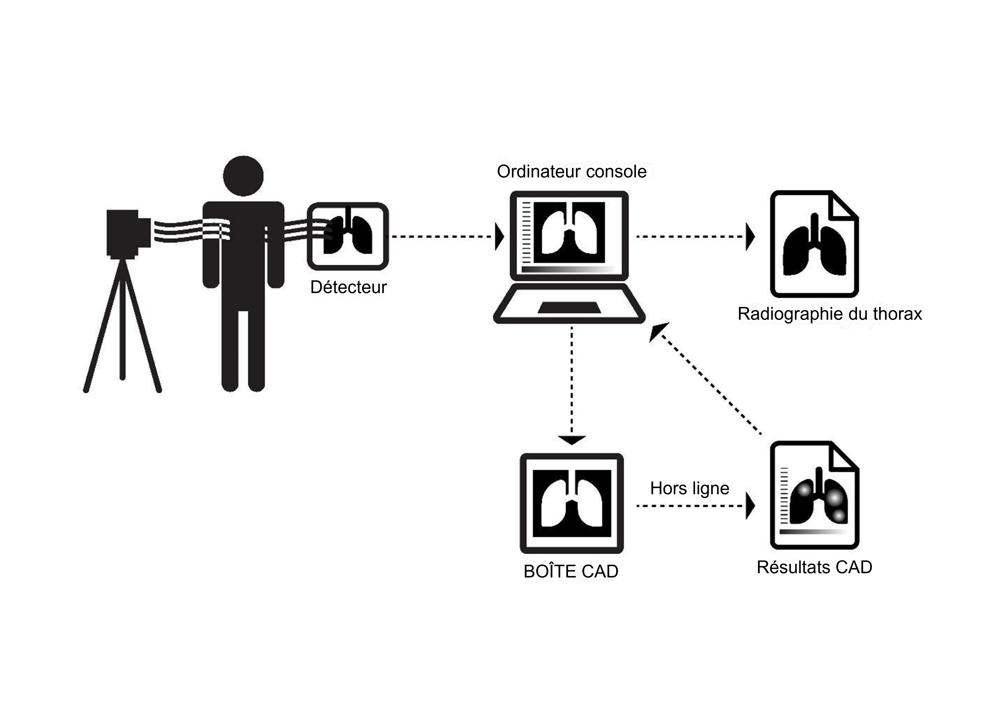 Ordinateur console
Détecteur
Radiographie du thorax
Hors ligne
BOÎTE CAD
Résultats CAD